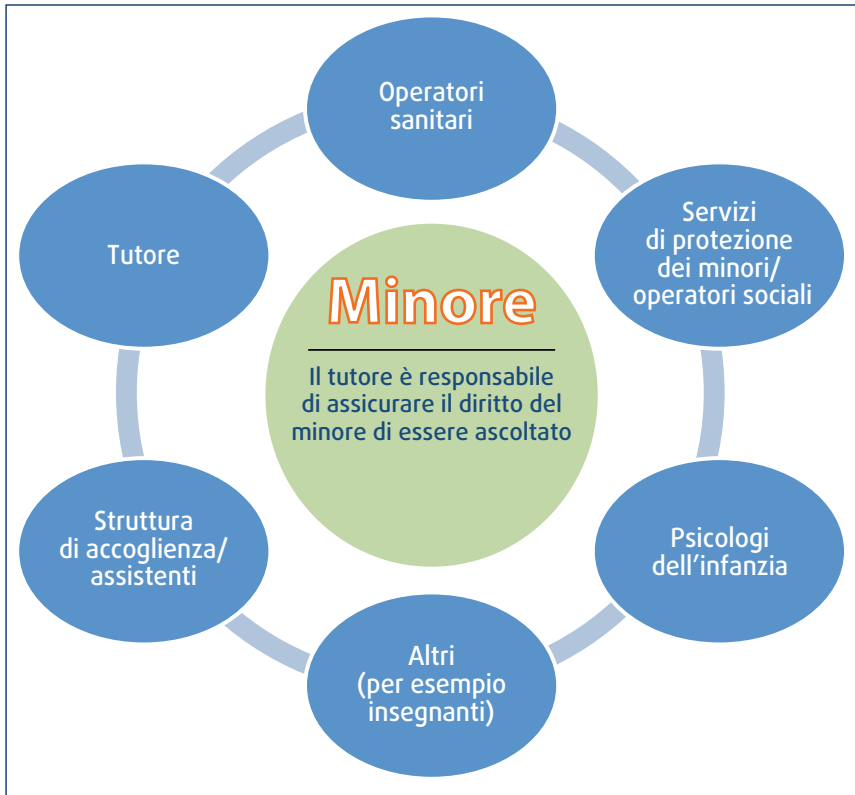 Operatori
sanitari
Servizi
di protezione
dei minori/
operatori sociali
Tutore
Minore
Il tutore è responsabile
di assicurare il diritto del
minore di essere ascoltato
Struttura
di accoglienza/
assistenti
Psicologi
dell’infanzia
Altri
(per esempio
insegnanti)